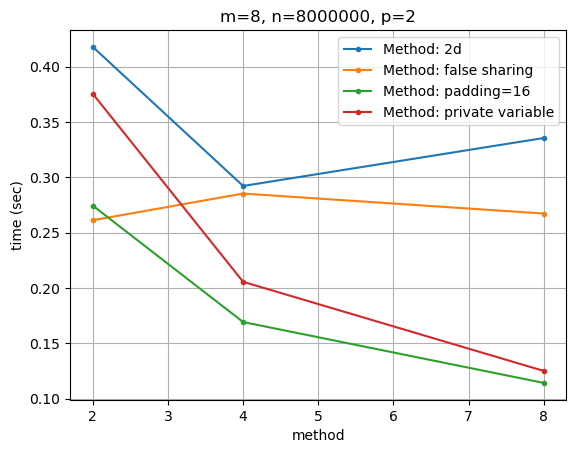 m=8, n=8000000, p=2
Method: 2d
Method: false sharing
Method: padding=16
Method: private variable
time (sec)
0.40
0.35
0.30
0.25
0.20
0.15
0.10
2 3 4 5 6 7 8
method